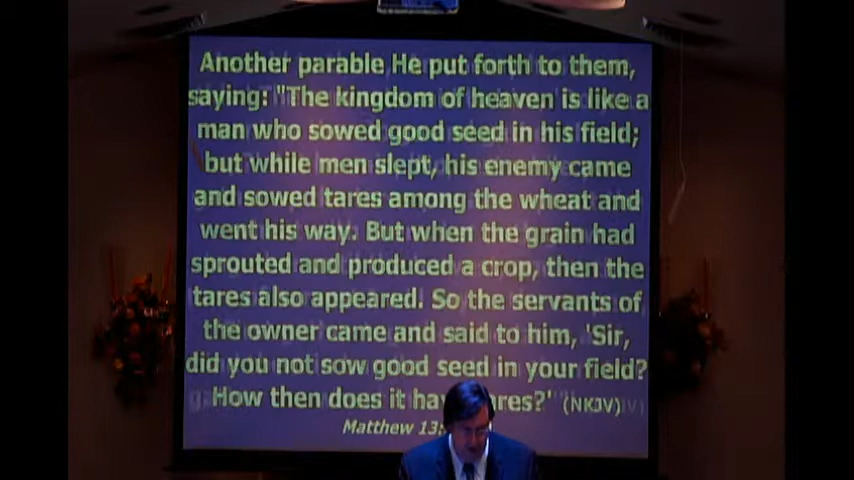 Another parable He put forth to them,
saying: "The kingdom of heaven is like a
man who sowed good seed in his field;
but while men slept, his enemy came
and sowed tares among the wheat and
went his way. But when the grain had
sprouted and produced a crop, then the
tares also appeared. So the servants of
the owner came and said to him, 'Sir,
did you not sow good seed in your field?
How then does it (NKJV)
Matthew